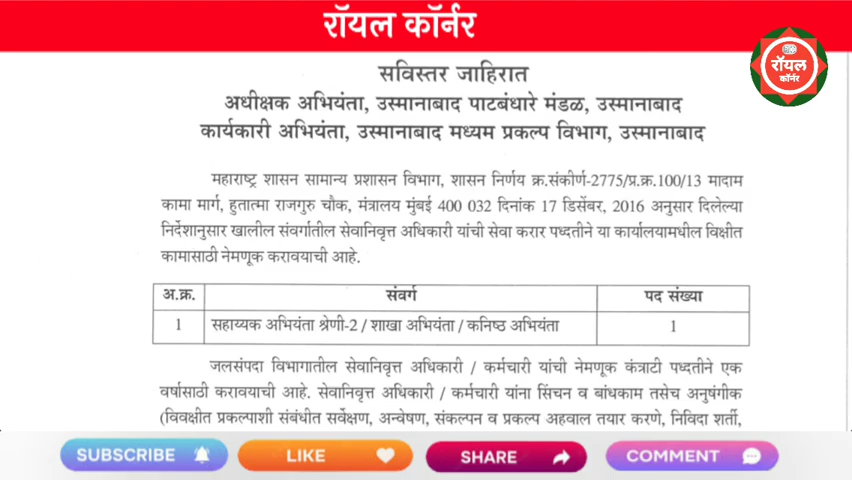 रॉयल कॉर्नर
रॉयल
कॉर्नर
सविस्तर जाहिरात
अधीक्षक अभियंता, उस्मानाबाद पाटबंधारे मंडळ, उस्मानाबाद
कार्यकारी अभियंता, उस्मानाबाद मध्यम प्रकल्प विभाग, उस्मानाबाद
महाराष्ट्र शासन सामान्य प्रशासन विभाग, शासन निर्णय क्र.संकीर्ण-2775/प्र.क्र.100/13 मादाम
कामा मार्ग, हुतात्मा राजगुरु चौक, मंत्रालय मुंबई 400 032 दिनांक 17 डिसेंबर, 2016 अनुसार दिलेल्या
निर्देशानुसार खालील संवर्गातील सेवानिवृत्त अधिकारी यांची सेवा करार पध्दतीने या कार्यालयामधील विक्षीत
कामासाठी नेमणूक करावयाची आहे.
अ.क्र. संवर्ग पद संख्या
1 सहाय्यक अभियंता श्रेणी-2 / शाखा अभियंता / कनिष्ठ अभियंता 1
जलसंपदा विभागातील सेवानिवृत्त अधिकारी / कर्मचारी यांची नेमणूक कंत्राटी पध्दतीने एक
वर्षासाठी करावयाची आहे. सेवानिवृत्त अधिकारी / कर्मचारी यांना सिंचन व बांधकाम तसेच अनुषंगीक
(विवक्षीत प्रकल्पाशी संबंधीत सर्वेक्षण, अन्वेषण, संकल्पन व प्रकल्प अहवाल तयार करणे, निविदा शर्ती,
SUBSCRIBE LIKE SHARE COMMENT